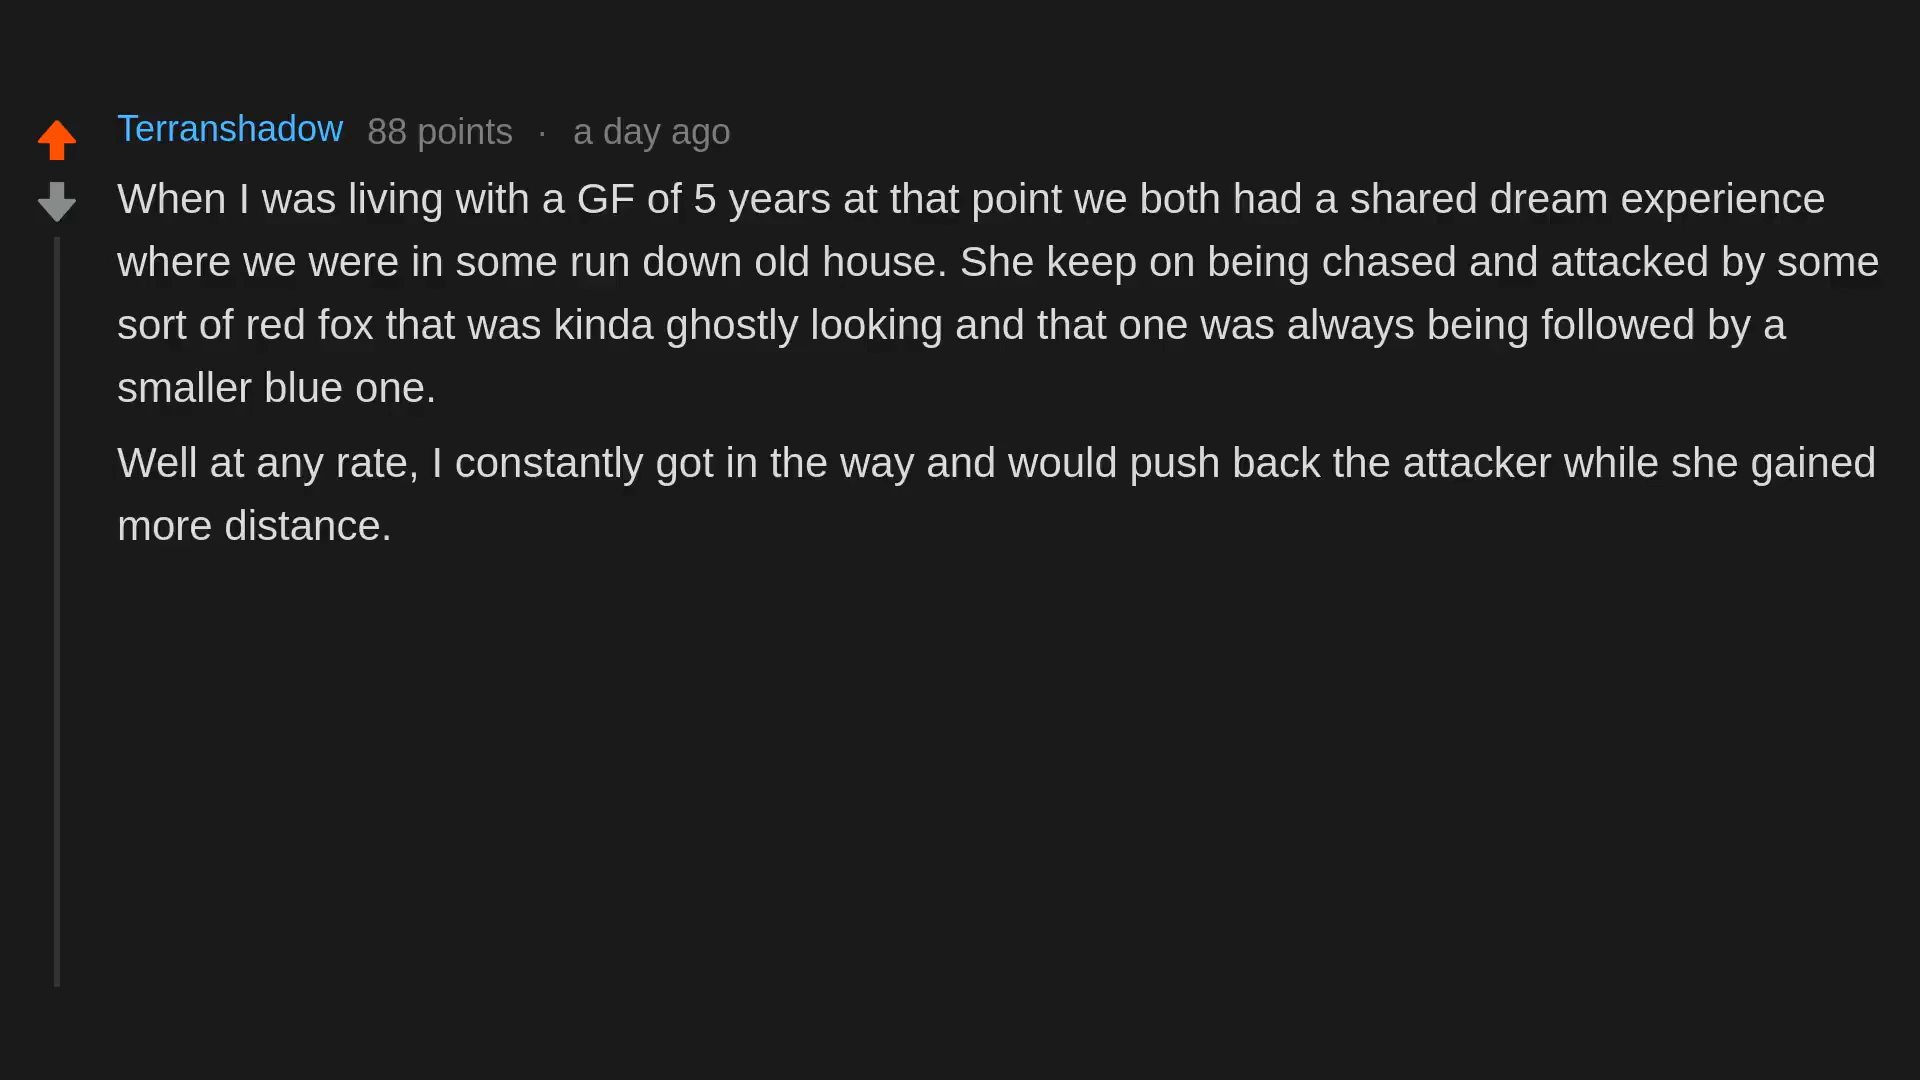 Terranshadow 88 points · a day ago
When I was living with a GF of 5 years at that point we both had a shared dream experience
where we were in some run down old house. She keep on being chased and attacked by some
sort of red fox that was kinda ghostly looking and that one was always being followed by a
smaller blue one.
Well at any rate, I constantly got in the way and would push back the attacker while she gained
more distance.